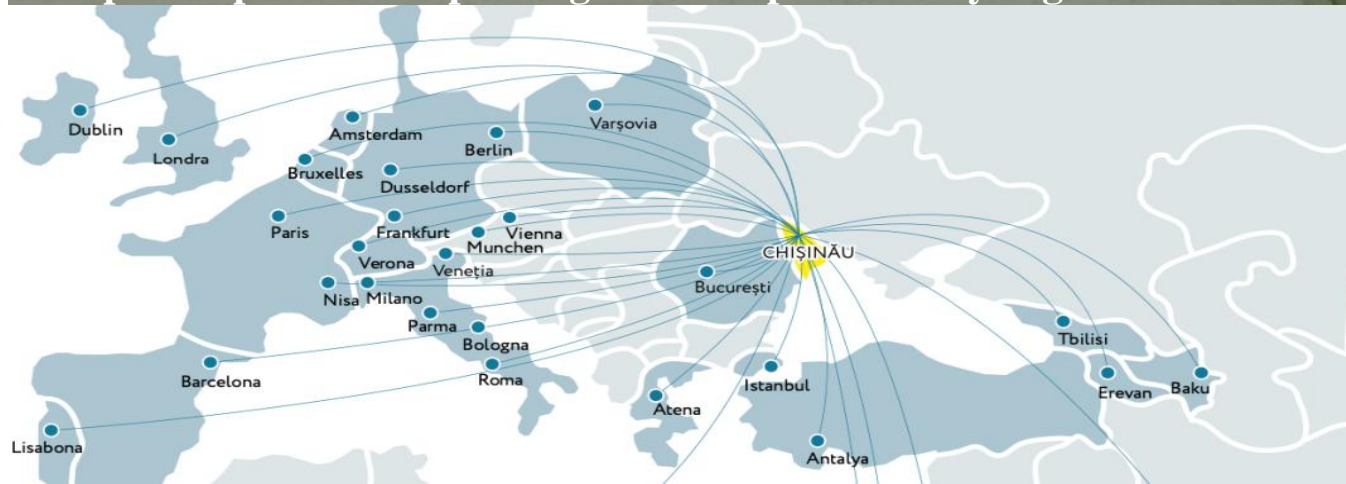 Dublin
Londra
Amsterdam
Bruxelles
Berlin
Dusseldorf
Varșovia
Paris
Frankfurt
Vienna
Munchen
Verona
Veneția
CHIȘINĂU
Nisa
Milano
București
Parma
Bologna
Roma
Barcelona
Lisabona
Atena
Istanbul
Antalya
Tbilisi
Erevan
Baku